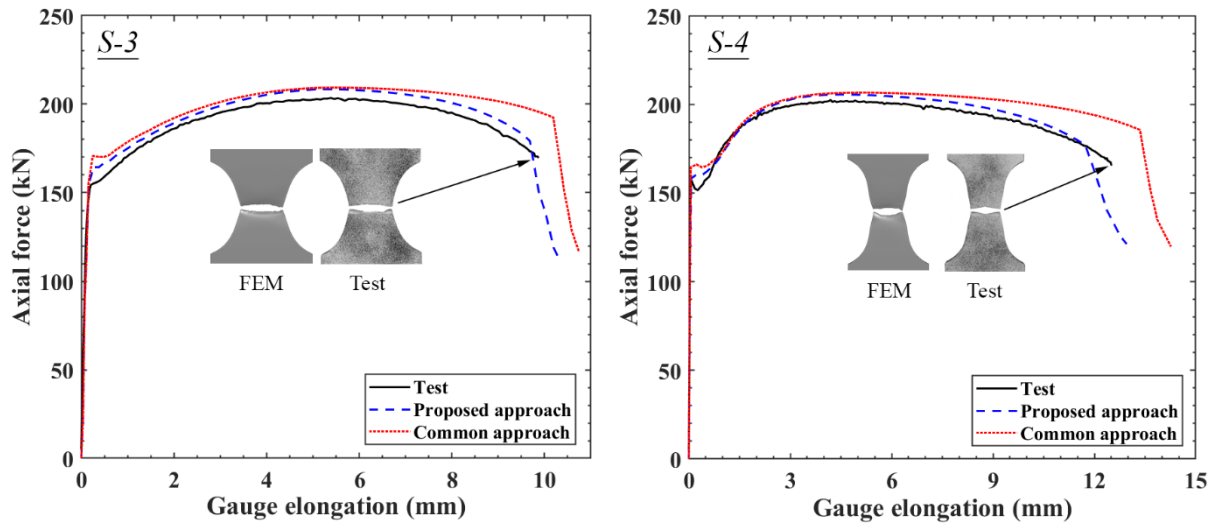 S-3
250
200
150
100
50
0
Axial force (kN)
FEM
Test
Test
Proposed approach
Common approach
0 2 4 6 8 10
Gauge elongation (mm)
S-4
250
200
150
100
50
0
Axial force (kN)
FEM
Test
Test
Proposed approach
Common approach
0 3 6 9 12 15
Gauge elongation (mm)